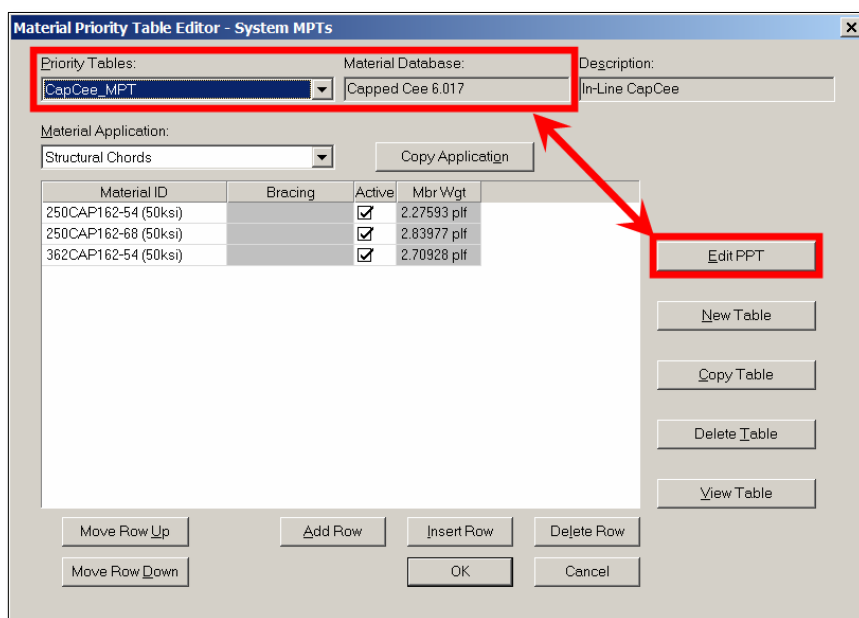 Material Priority Table Editor - System MPTs
Priority Tables: Material Database: Description:
CapCee_MPT Capped Cee 6.017 In-Line CapCee
Material Application:
Structural Chords Copy Application
Material ID Bracing Active Mbr Wgt
250CAP162-54 (50ksi) 2.27593 plf
250CAP162-68 (50ksi) 2.83977 plf
362CAP162-54 (50ksi) 2.70928 plf
Edit PPT
New Table
Copy Table
Delete Table
View Table
Move Row Up Add Row Insert Row Delete Row
Move Row Down OK Cancel